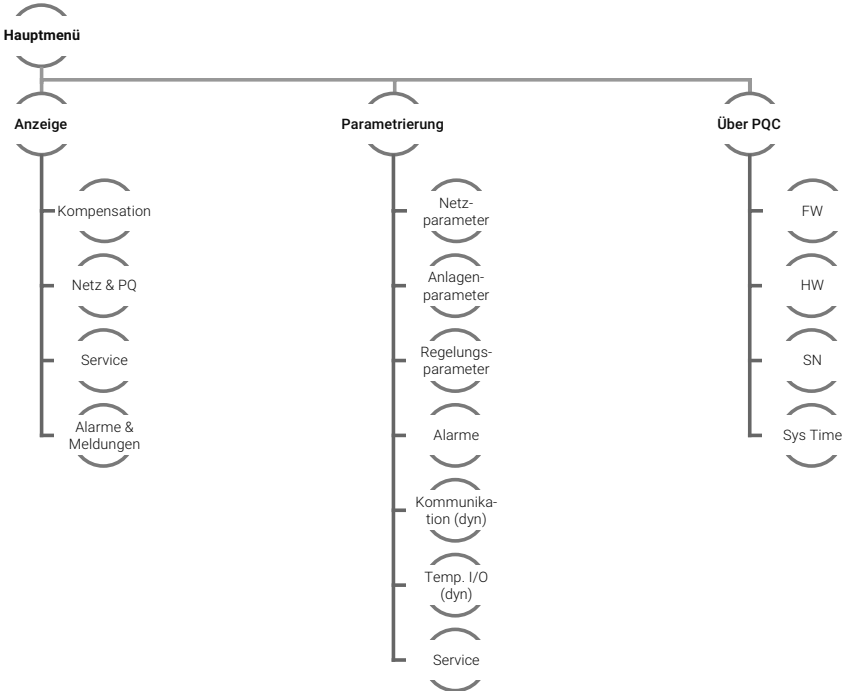 Hauptmenü
Anzeige
Kompensation
Netz & PQ
Service
Alarme &
Meldungen
Parametrierung
Netz-
parameter
Anlagen-
parameter
Regelungs-
parameter
Alarme
Kommunika-
tion (dyn)
Temp. I/O
(dyn)
Service
Über PQC
FW
HW
SN
Sys Time